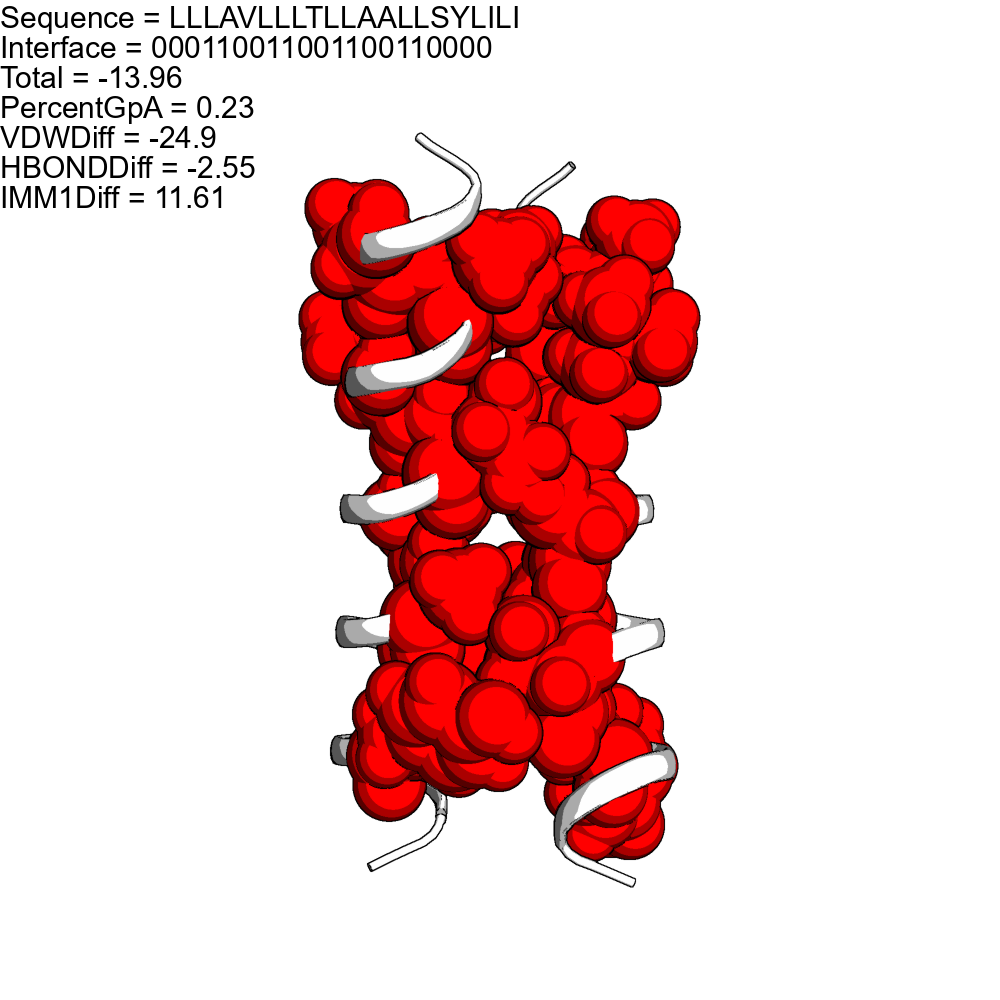 Sequence = LLLAVLLLTLLAALLSYLILI
Interface = 000110011001100110000
Total = -13.96
PercentGpA = 0.23
VDWDiff = -24.9
HBONDDiff = -2.55
IMM1Diff = 11.61